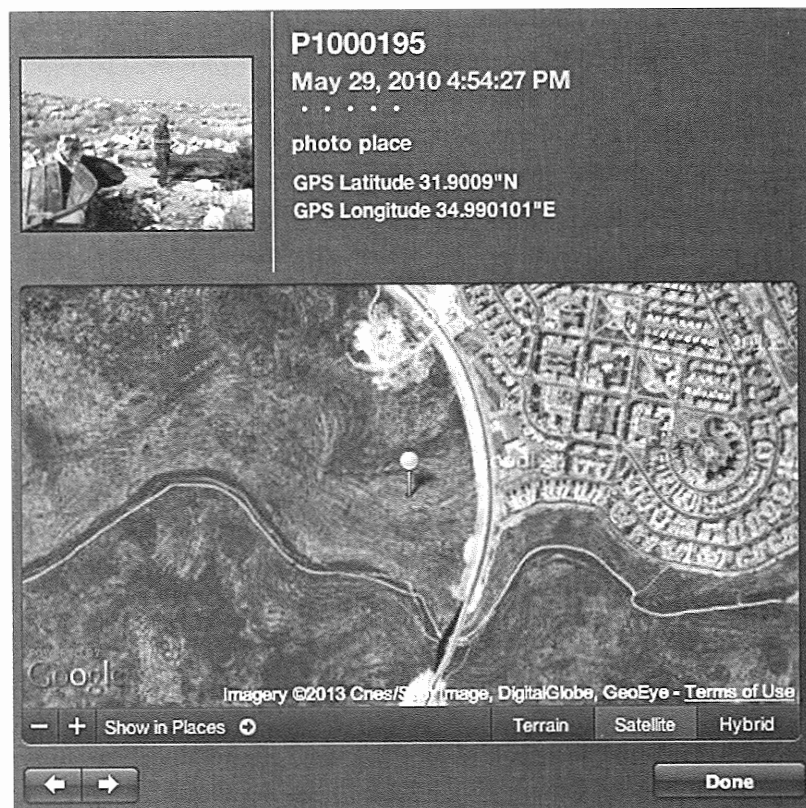 P1000195
May 29, 2010 4:54:27 PM
photo place
GPS Latitude 31.9009"N
GPS Longitude 34.990101"E
Google
Imagery ©2013 Cnes/Spot Image, DigitalGlobe, GeoEye - Terms of Use
− + Show in Places
Terrain
Satellite
Hybrid
Done